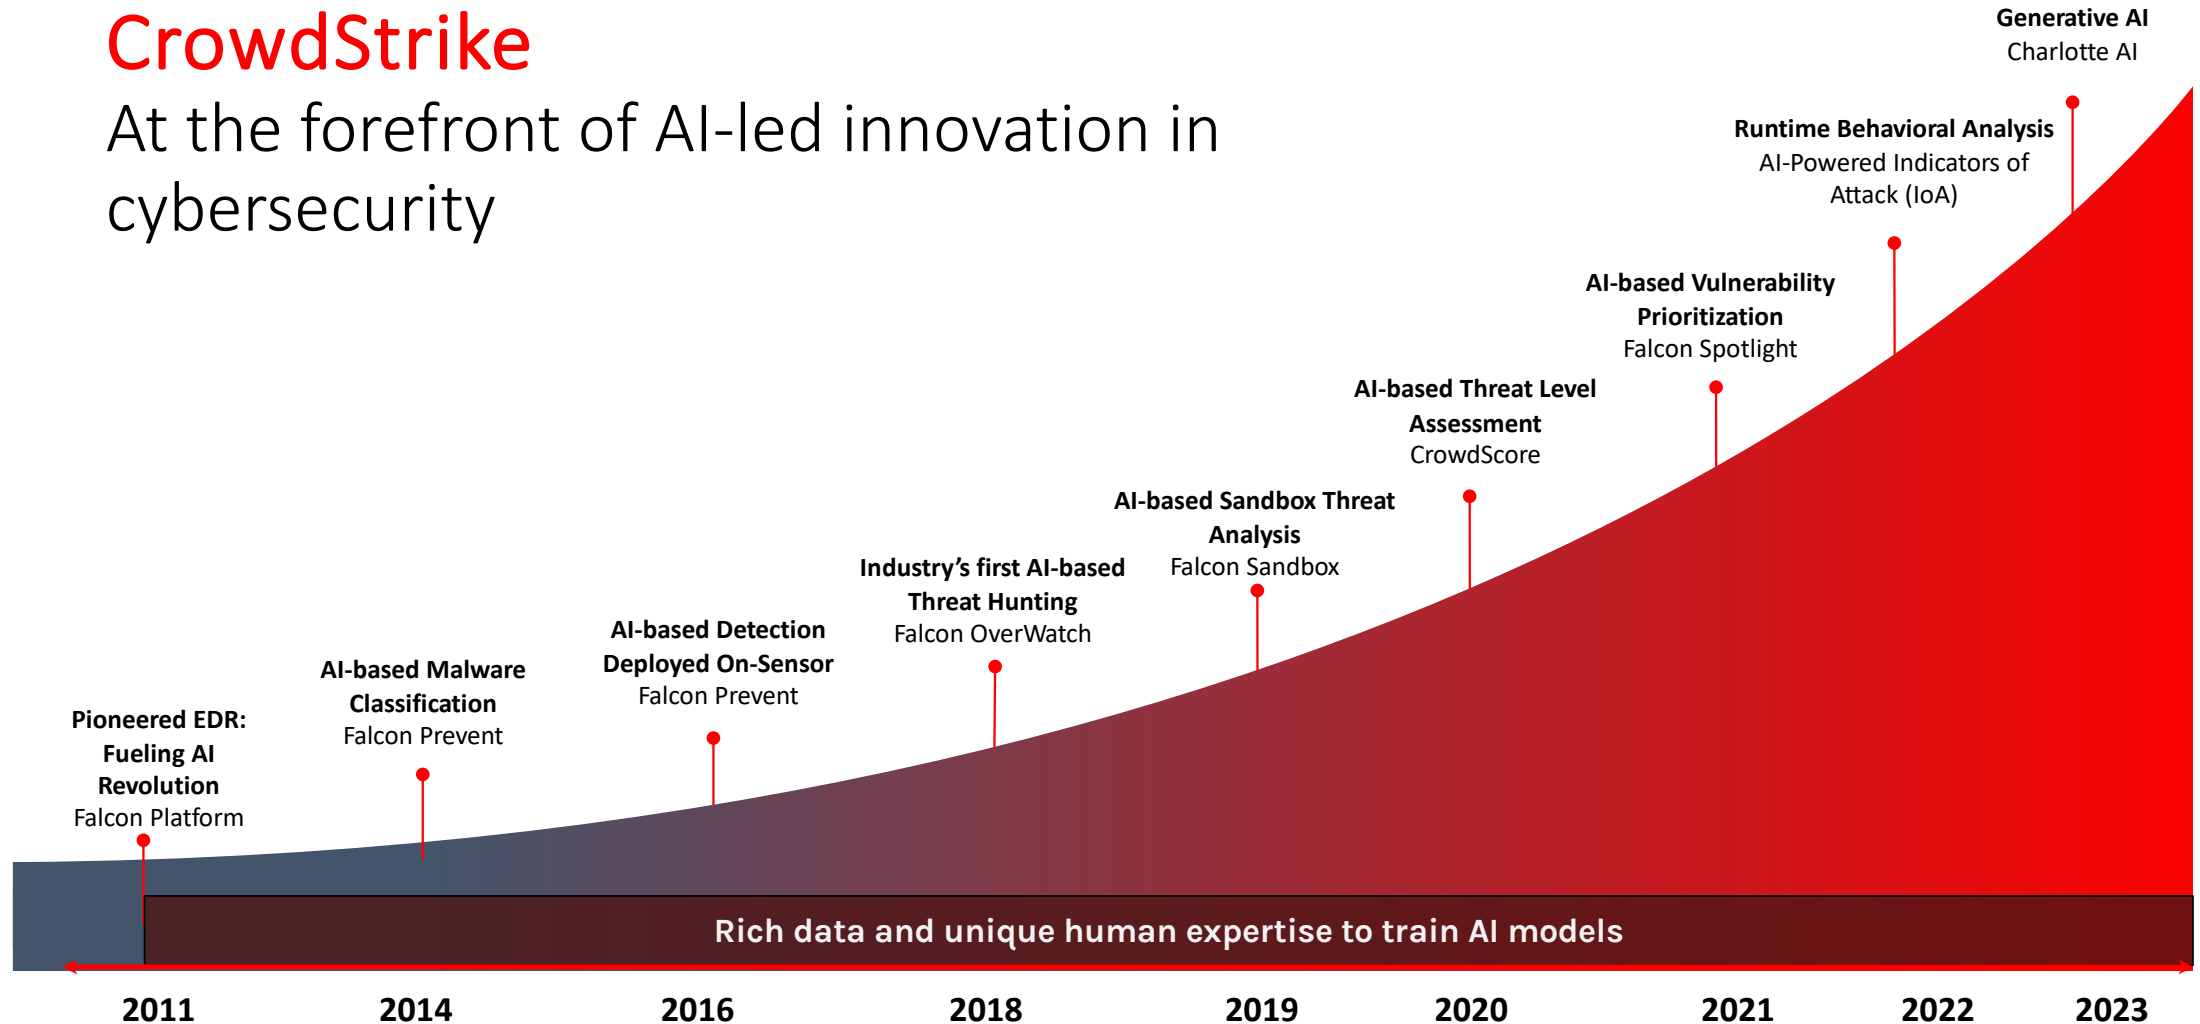 CrowdStrike
At the forefront of AI-led innovation in
cybersecurity
Generative AI
Charlotte AI
Runtime Behavioral Analysis
AI-Powered Indicators of
Attack (IoA)
AI-based Vulnerability
Prioritization
Falcon Spotlight
AI-based Threat Level
Assessment
CrowdScore
AI-based Sandbox Threat
Analysis
Falcon Sandbox
Industry’s first AI-based
Threat Hunting
Falcon OverWatch
AI-based Detection
Deployed On-Sensor
Falcon Prevent
AI-based Malware
Classification
Falcon Prevent
Pioneered EDR:
Fueling AI
Revolution
Falcon Platform
Rich data and unique human expertise to train AI models
2011 2014 2016 2018 2019 2020 2021 2022 2023